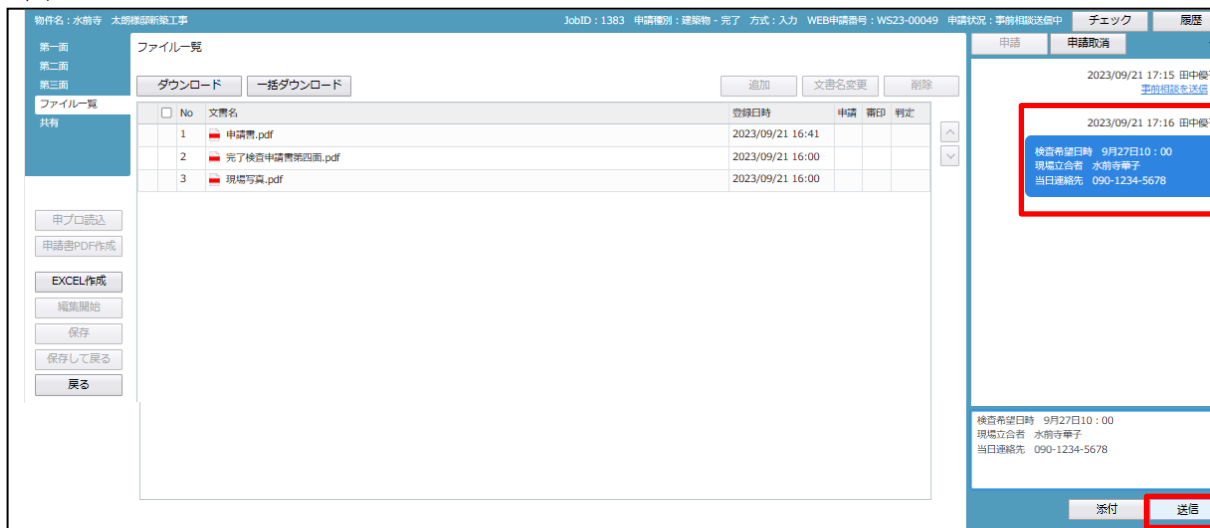 物件名：水前寺　太朗様邸新築工事
JobID：1383　申請種別：建築物 - 完了　方式：入力　WEB申請番号：WS23-00049　申請状況：事前相談送信中
チェック
履歴
第一面
第二面
第三面
ファイル一覧
共有
申プロ読込
申請書PDF作成
EXCEL作成
編集開始
保存
保存して戻る
戻る
ファイル一覧
ダウンロード
一括ダウンロード
追加
文書名変更
削除
No 文書名 登録日時 申請 審印 判定
1 申請書.pdf 2023/09/21 16:41
2 完了検査申請書第四面.pdf 2023/09/21 16:00
3 現場写真.pdf 2023/09/21 16:00
申請
申請取消
2023/09/21 17:15 田中優
事前相談を送信
2023/09/21 17:16 田中優
検査希望日時　9月27日10：00
現場立合者　水前寺華子
当日連絡先　090-1234-5678
検査希望日時　9月27日10：00
現場立合者　水前寺華子
当日連絡先　090-1234-5678
添付
送信